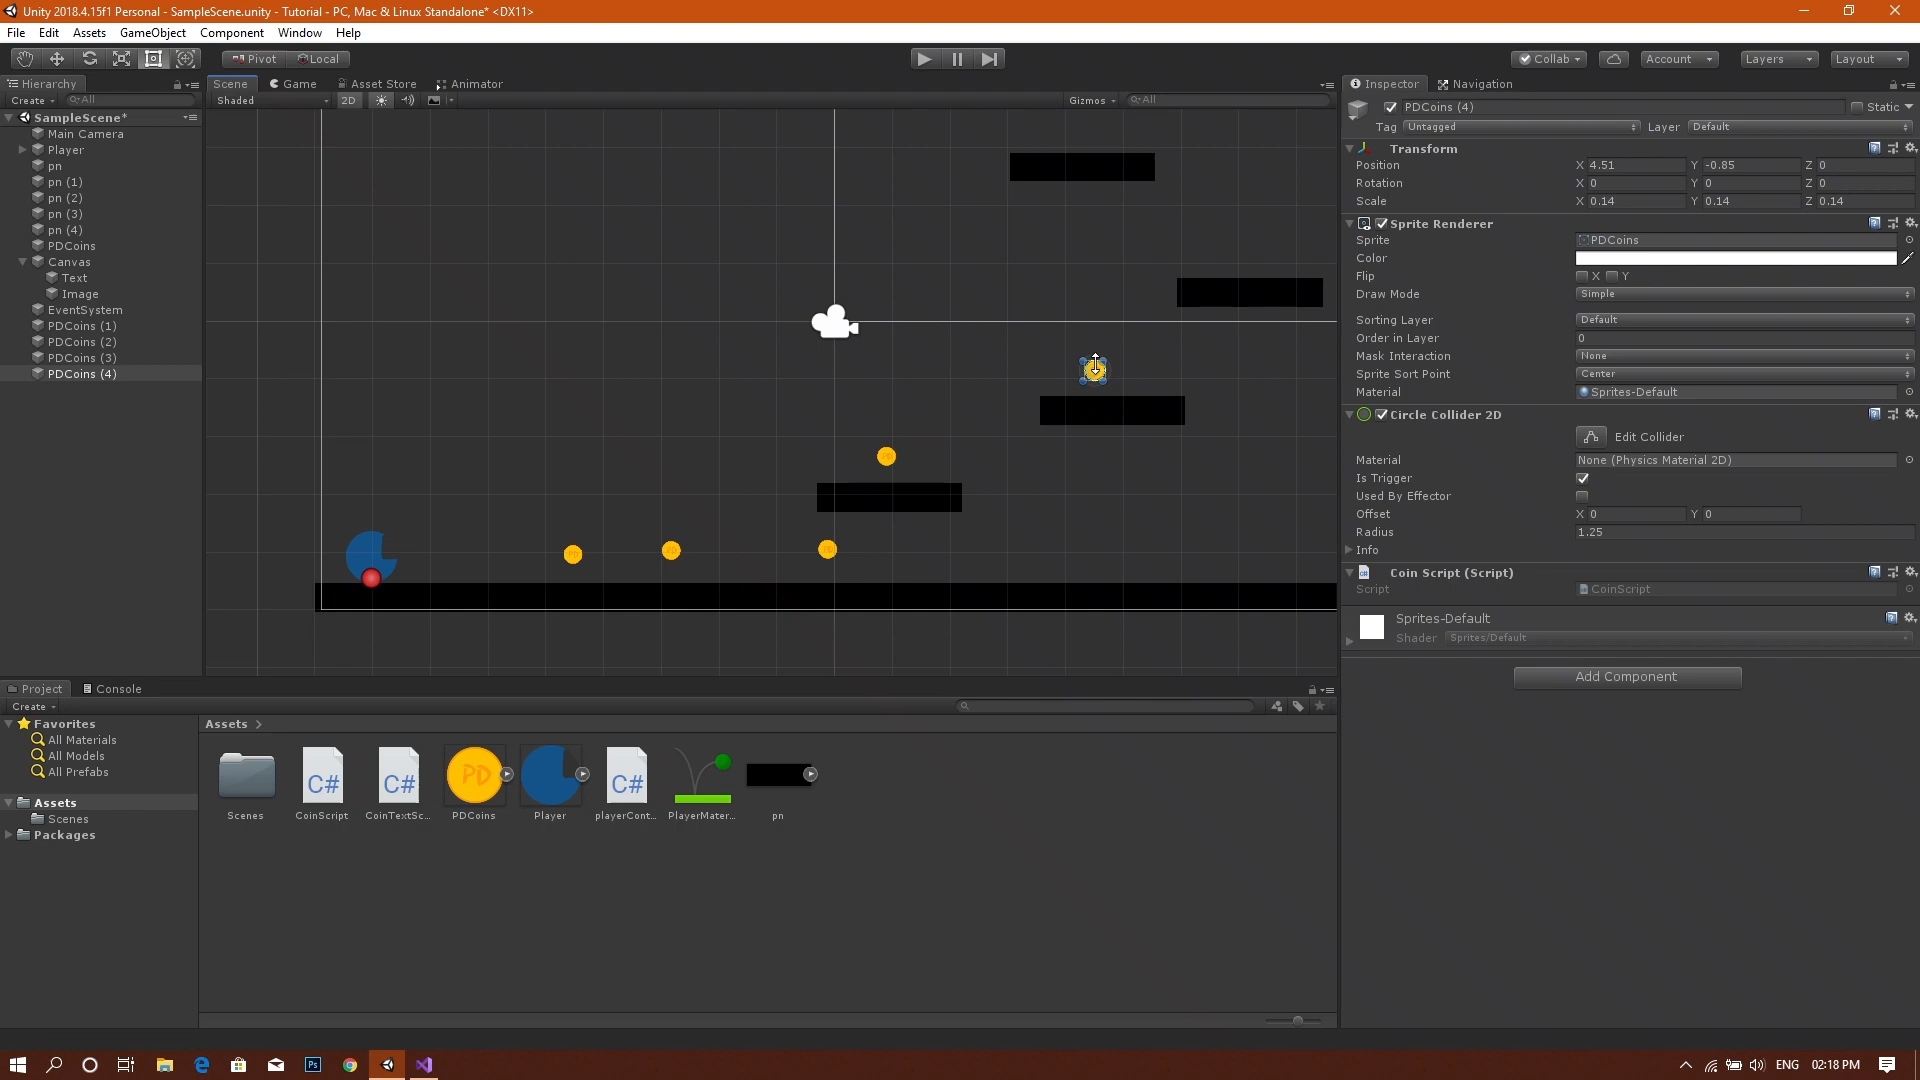 Unity 2018.4.15f1 Personal - SampleScene.unity - Tutorial - PC, Mac & Linux Standalone* <DX11>
File Edit Assets GameObject Component Window Help
Pivot Local Collab Account Layers Layout
Hierarchy
Create All
SampleScene*
Main Camera
Player
pn
pn (1)
pn (2)
pn (3)
pn (4)
PDCoins
Canvas
Text
Image
EventSystem
PDCoins (1)
PDCoins (2)
PDCoins (3)
PDCoins (4)
Scene Game Asset Store Animator
Shaded 2D Gizmos All
Inspector Navigation
PDCoins (4) Static
Tag Untagged Layer Default
Transform
Position X 4.51 Y -0.85 Z 0
Rotation X 0 Y 0 Z 0
Scale X 0.14 Y 0.14 Z 0.14
Sprite Renderer
Sprite PDCoins
Color
Flip X Y
Draw Mode Simple
Sorting Layer Default
Order in Layer 0
Mask Interaction None
Sprite Sort Point Center
Material Sprites-Default
Circle Collider 2D
Edit Collider
Material None (Physics Material 2D)
Is Trigger
Used By Effector
Offset X 0 Y 0
Radius 1.25
Info
Coin Script (Script)
Script CoinScript
Sprites-Default
Shader Sprites/Default
Add Component
Project Console
Create
Favorites
All Materials
All Models
All Prefabs
Assets
Scenes
Packages
Assets
C# C# PD C#
Scenes CoinScript CoinTextSc... PDCoins Player playerCont... PlayerMater... pn
Ps ENG 02:18 PM